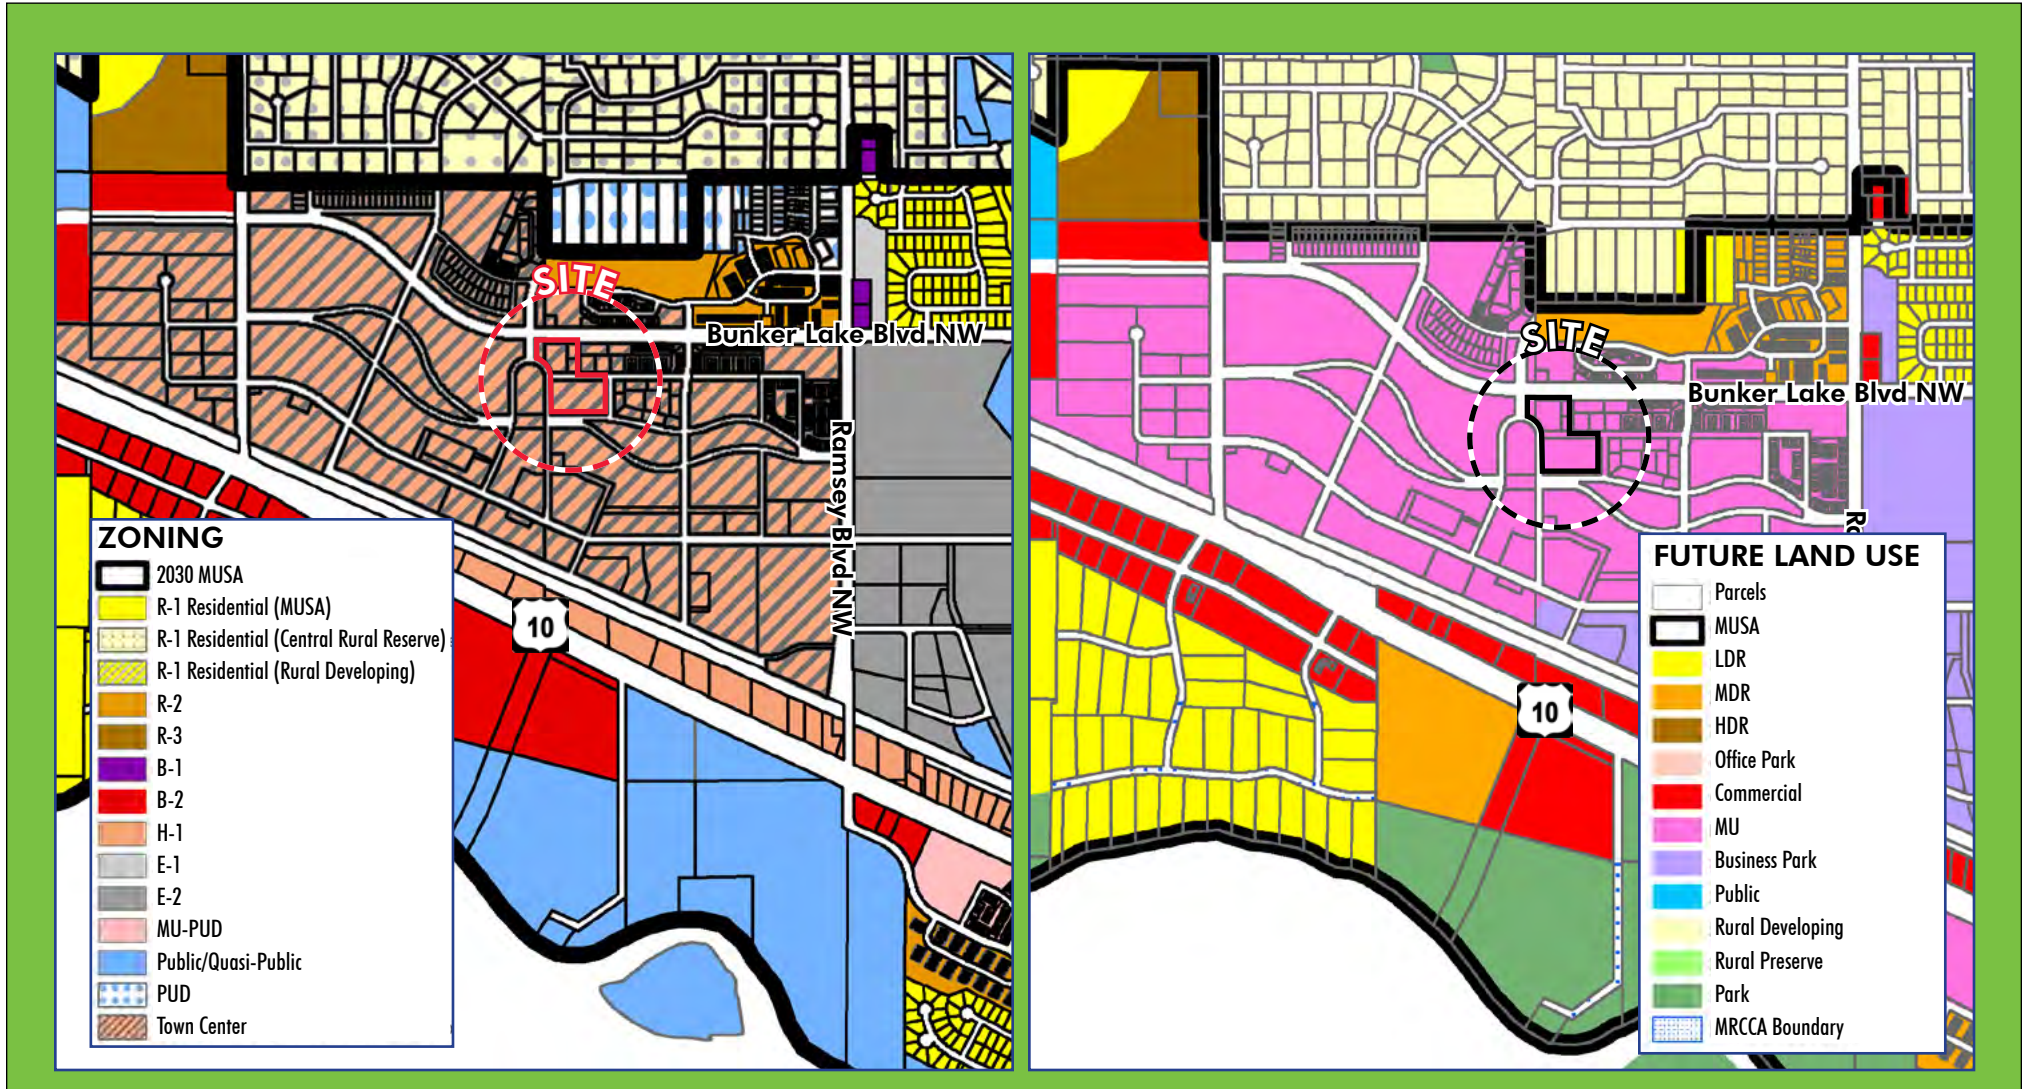 SITE
Bunker Lake Blvd NW
Ramsey Blvd NW
10
ZONING
2030 MUSA
R-1 Residential (MUSA)
R-1 Residential (Central Rural Reserve)
R-1 Residential (Rural Developing)
R-2
R-3
B-1
B-2
H-1
E-1
E-2
MU-PUD
Public/Quasi-Public
PUD
Town Center
SITE
Bunker Lake Blvd NW
Ra
10
FUTURE LAND USE
Parcels
MUSA
LDR
MDR
HDR
Office Park
Commercial
MU
Business Park
Public
Rural Developing
Rural Preserve
Park
MRCCA Boundary